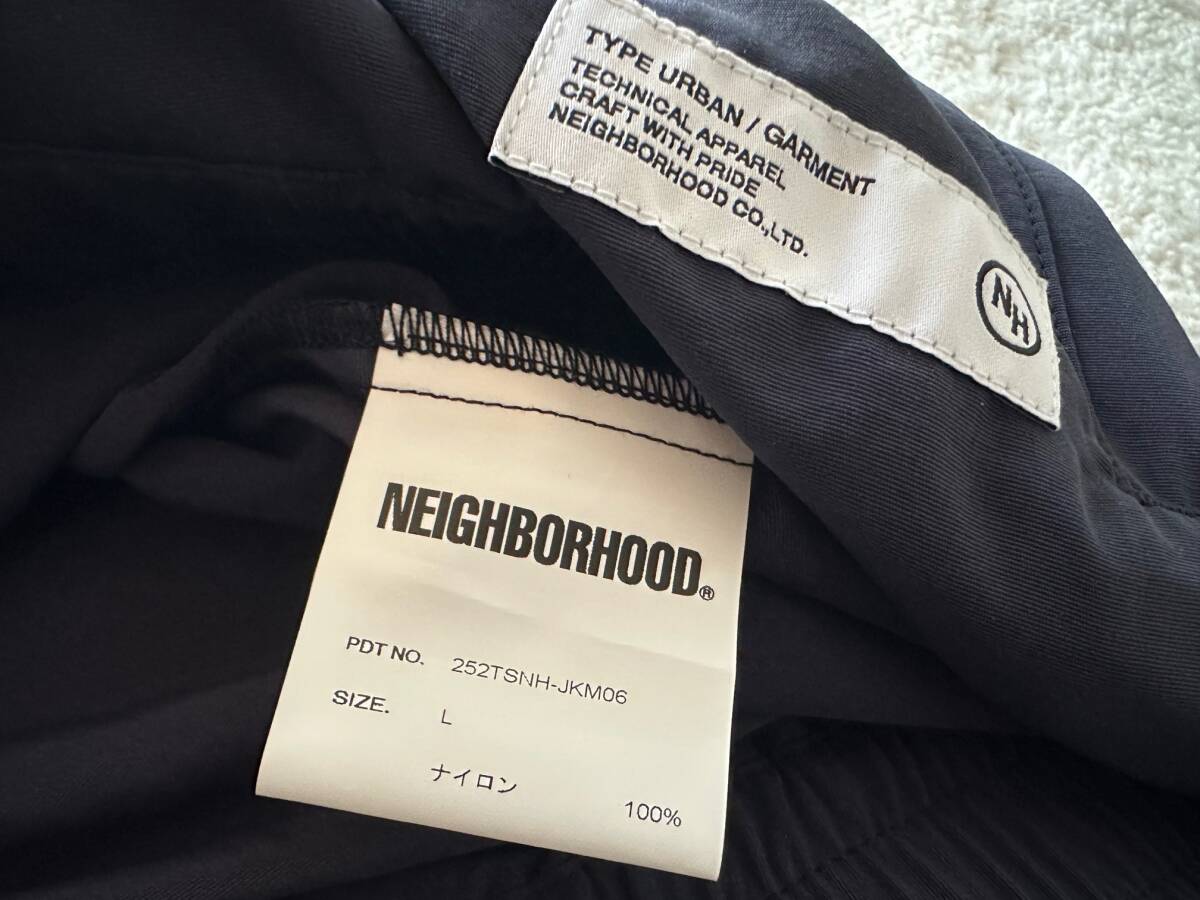 TYPE URBAN / GARMENT
TECHNICAL APPAREL
CRAFT WITH PRIDE
NEIGHBORHOOD CO.,LTD.
NH
NEIGHBORHOOD®
PDT NO. 252TSNH-JKM06
SIZE. L
ナイロン 100%